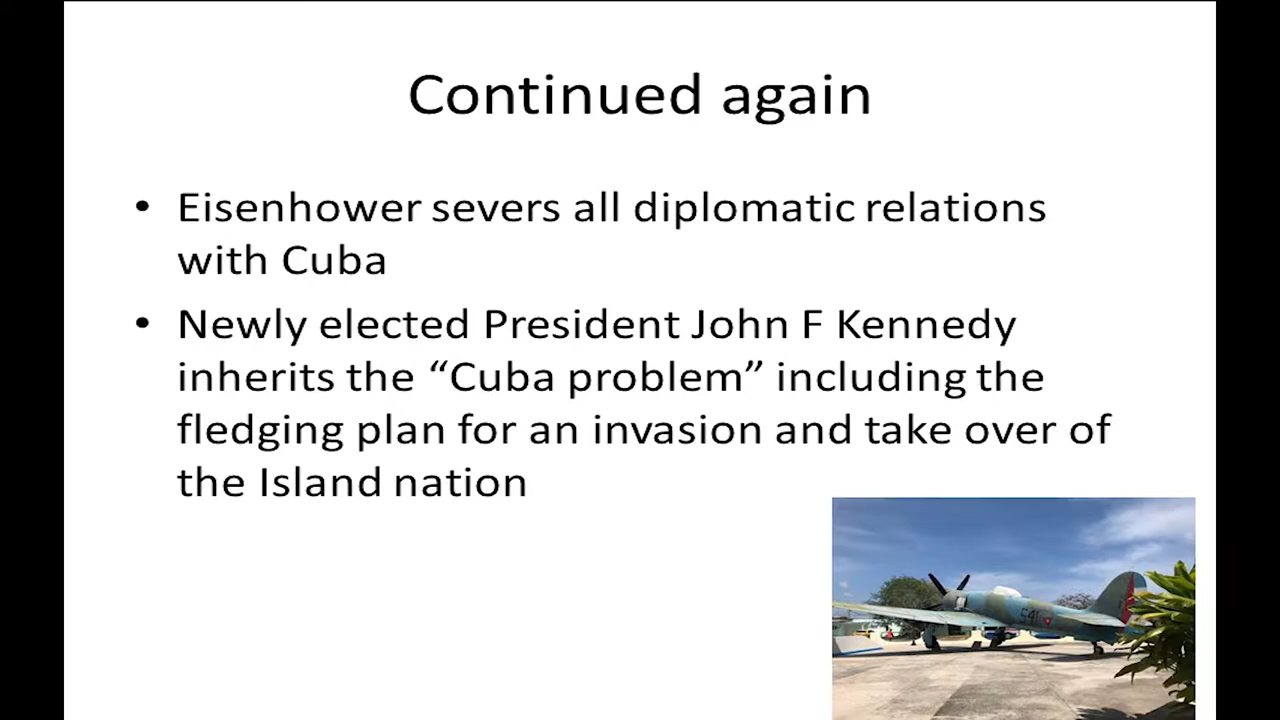 Continued again
• Eisenhower severs all diplomatic relations
with Cuba
• Newly elected President John F Kennedy
inherits the “Cuba problem” including the
fledging plan for an invasion and take over of
the Island nation
541